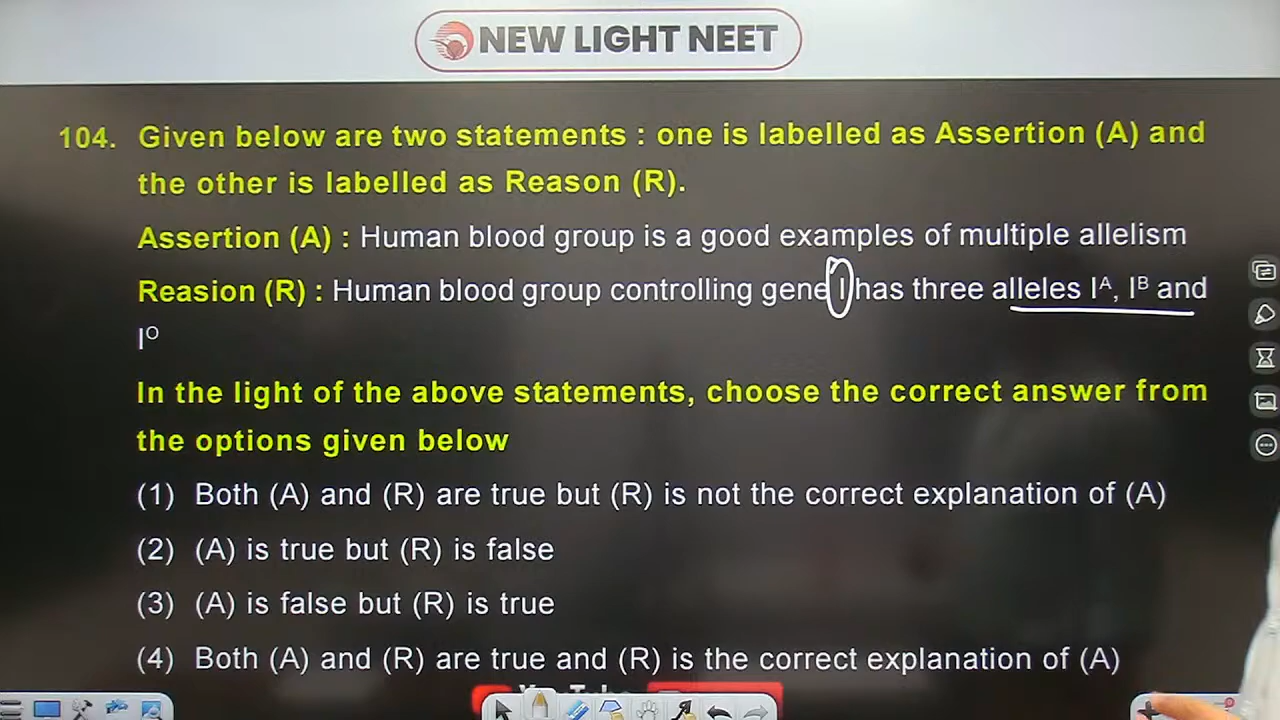 NEW LIGHT NEET
104. Given below are two statements : one is labelled as Assertion (A) and
the other is labelled as Reason (R).
Assertion (A) : Human blood group is a good examples of multiple allelism
Reasion (R) : Human blood group controlling gene I has three alleles Iᴬ, Iᴮ and
Iᴼ
In the light of the above statements, choose the correct answer from
the options given below
(1) Both (A) and (R) are true but (R) is not the correct explanation of (A)
(2) (A) is true but (R) is false
(3) (A) is false but (R) is true
(4) Both (A) and (R) are true and (R) is the correct explanation of (A)